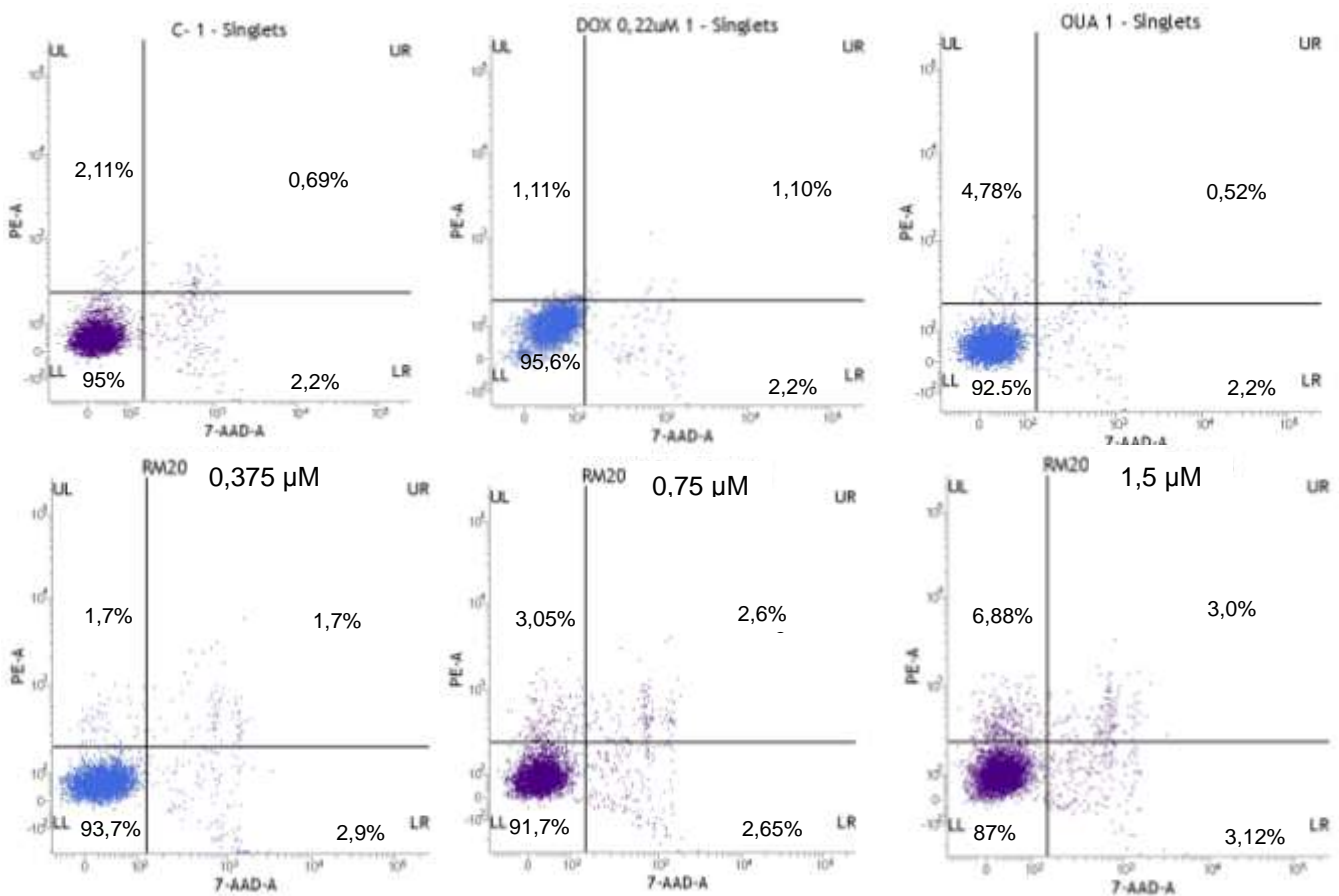 C- 1 - Singlets
UL
UR
2,11%
0,69%
PE-A
LL
95%
2,2%
LR
7-AAD-A
DOX 0,22uM 1 - Singlets
UL
UR
1,11%
1,10%
PE-A
LL
95,6%
2,2%
LR
7-AAD-A
OUA 1 - Singlets
UL
UR
4,78%
0,52%
PE-A
LL
92.5%
2,2%
LR
7-AAD-A
RM20 0,375 µM
UL
UR
1,7%
1,7%
PE-A
LL
93,7%
2,9%
LR
7-AAD-A
RM20 0,75 µM
UL
UR
3,05%
2,6%
PE-A
LL
91,7%
2,65%
LR
7-AAD-A
RM20 1,5 µM
UL
UR
6,88%
3,0%
PE-A
LL
87%
3,12%
LR
7-AAD-A